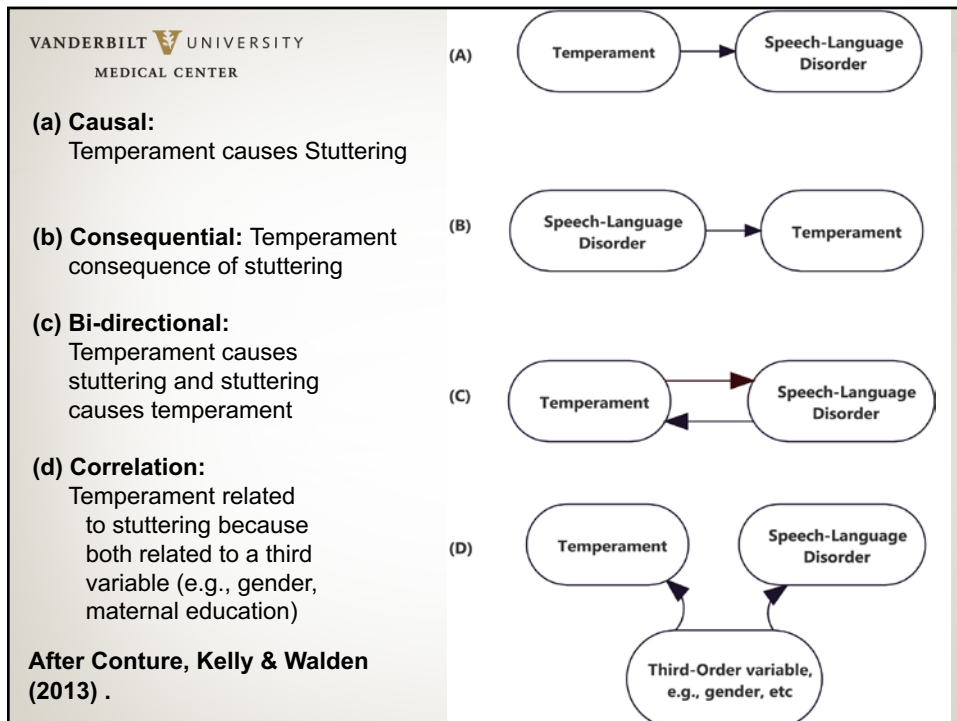 VANDERBILT V UNIVERSITY
MEDICAL CENTER
(a) Causal:
Temperament causes Stuttering
(b) Consequential: Temperament
consequence of stuttering
(c) Bi-directional:
Temperament causes
stuttering and stuttering
causes temperament
(d) Correlation:
Temperament related
to stuttering because
both related to a third
variable (e.g., gender,
maternal education)
After Conture, Kelly & Walden
(2013) .
(A)
Temperament
Speech-Language
Disorder
(B)
Speech-Language
Disorder
Temperament
(C)
Temperament
Speech-Language
Disorder
(D)
Temperament
Speech-Language
Disorder
Third-Order variable,
e.g., gender, etc